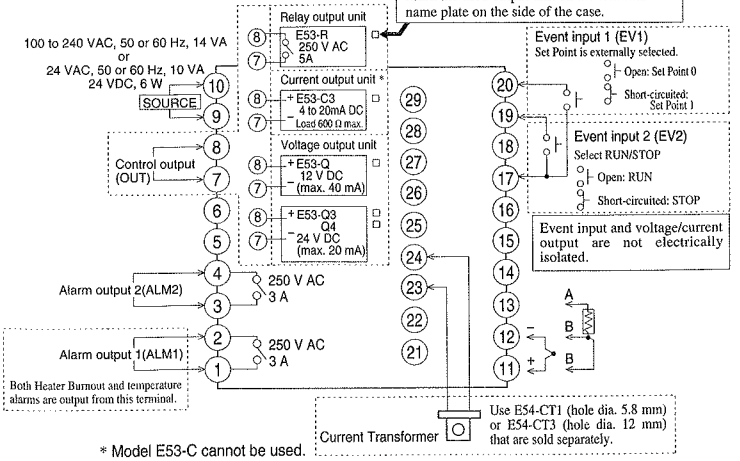 name plate on the side of the case.
Relay output unit
8
E53-R
250 V AC
5A
7
100 to 240 VAC, 50 or 60 Hz, 14 VA
or
24 VAC, 50 or 60 Hz, 10 VA
24 VDC, 6 W
SOURCE
10
9
Current output unit *
8
+ E53-C3
4 to 20mA DC
7
- Load 600 Ω max.
Voltage output unit
8
+ E53-Q
12 V DC
7
- (max. 40 mA)
8
+ E53-Q3
Q4
7
- 24 V DC
(max. 20 mA)
Control output
(OUT)
8
7
6
5
Alarm output 2(ALM2)
4
3
250 V AC
3 A
Alarm output 1(ALM1)
2
1
250 V AC
3 A
Both Heater Burnout and temperature
alarms are output from this terminal.
29
28
27
26
25
24
23
22
21
20
19
18
17
16
15
14
13
12
11
Event input 1 (EV1)
Set Point is externally selected.
Open: Set Point 0
Short-circuited:
Set Point 1
Event input 2 (EV2)
Select RUN/STOP
Open: RUN
Short-circuited: STOP
Event input and voltage/current
output are not electrically
isolated.
A
B
B
-
+
Current Transformer
Use E54-CT1 (hole dia. 5.8 mm)
or E54-CT3 (hole dia. 12 mm)
that are sold separately.
* Model E53-C cannot be used.